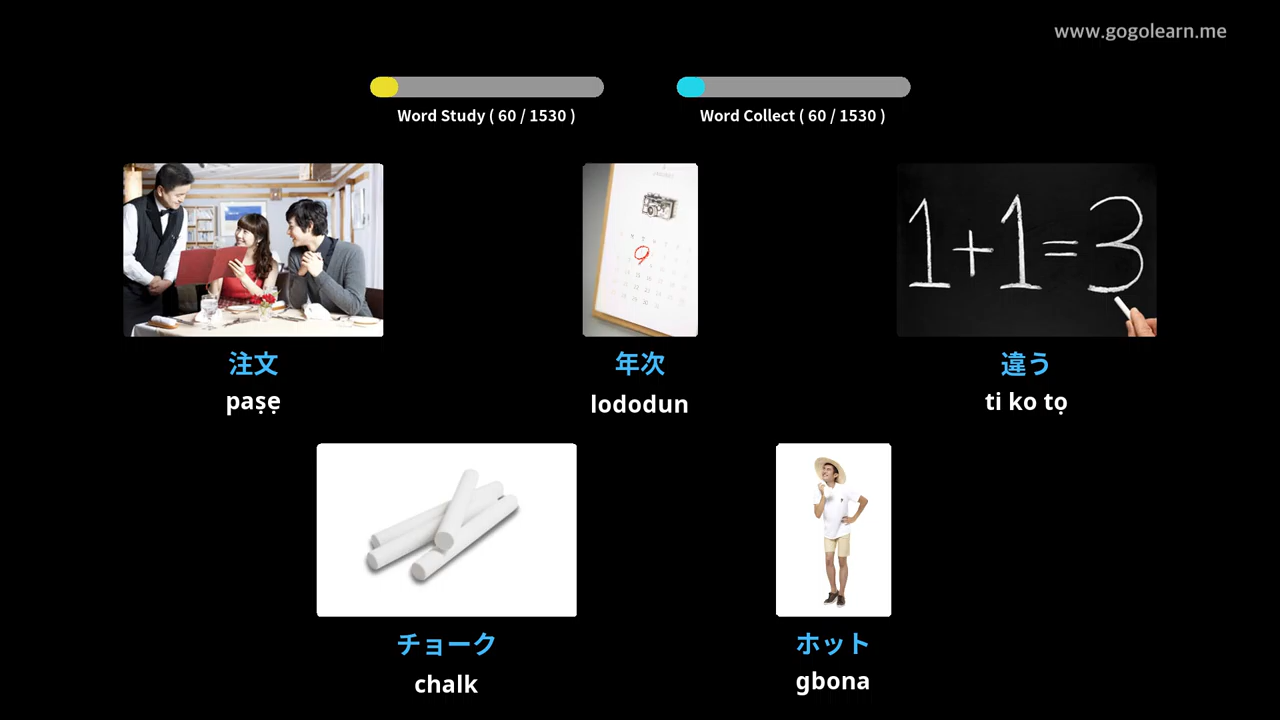 www.gogolearn.me
Word Study ( 60 / 1530 )
Word Collect ( 60 / 1530 )
1+1=3
9
注文
paṣẹ
年次
lododun
違う
ti ko tọ
チョーク
chalk
ホット
gbona